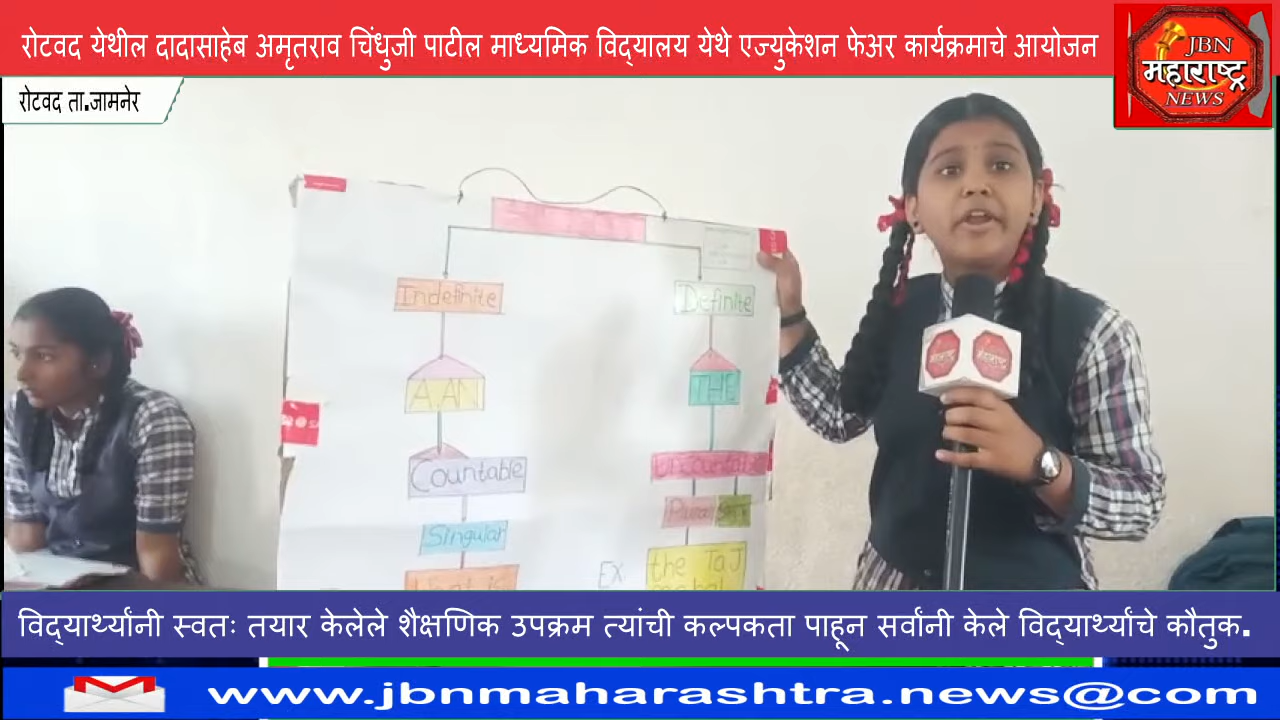 रोटवद येथील दादासाहेब अमृतराव चिंधुजी पाटील माध्यमिक विद्यालय येथे एज्युकेशन फेअर कार्यक्रमाचे आयोजन
JBN
महाराष्ट्र
NEWS
रोटवद ता.जामनेर
Indefinite
Definite
A.AN
THE
Countable
Singular
Ex
the Taj
विद्यार्थ्यांनी स्वतः तयार केलेले शैक्षणिक उपक्रम त्यांची कल्पकता पाहून सर्वांनी केले विद्यार्थ्यांचे कौतुक.
www.jbnmaharashtra.news@com